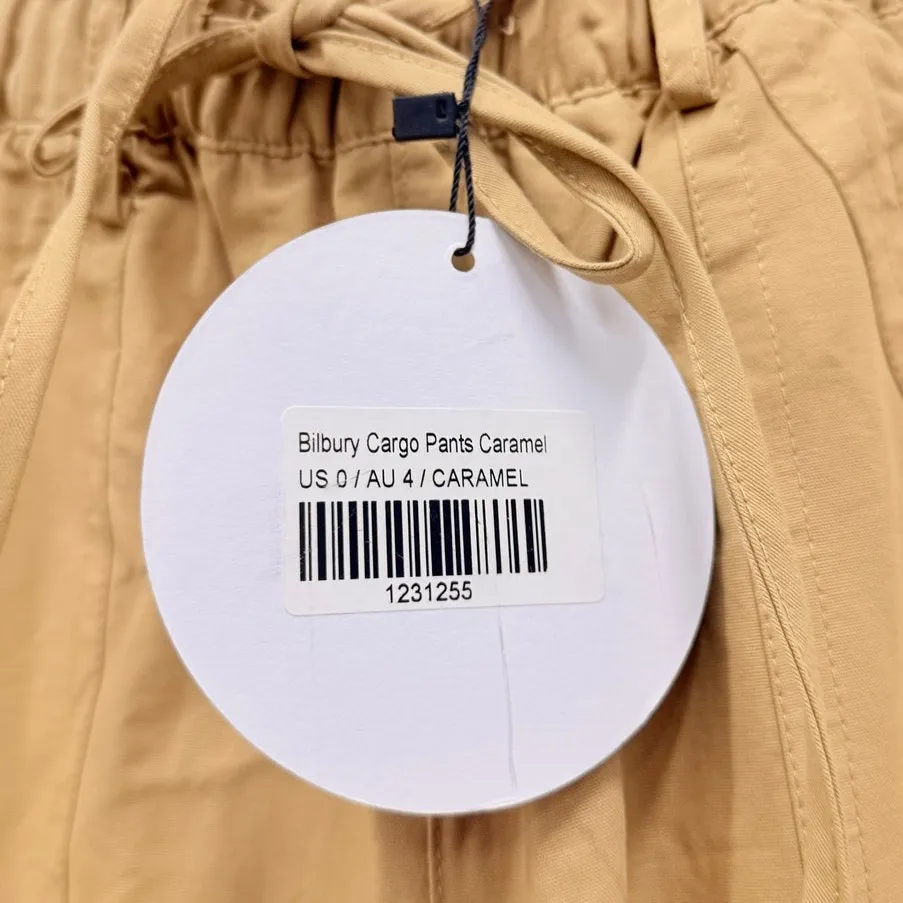 Bilbury Cargo Pants Caramel
US 0 / AU 4 / CARAMEL
1231255